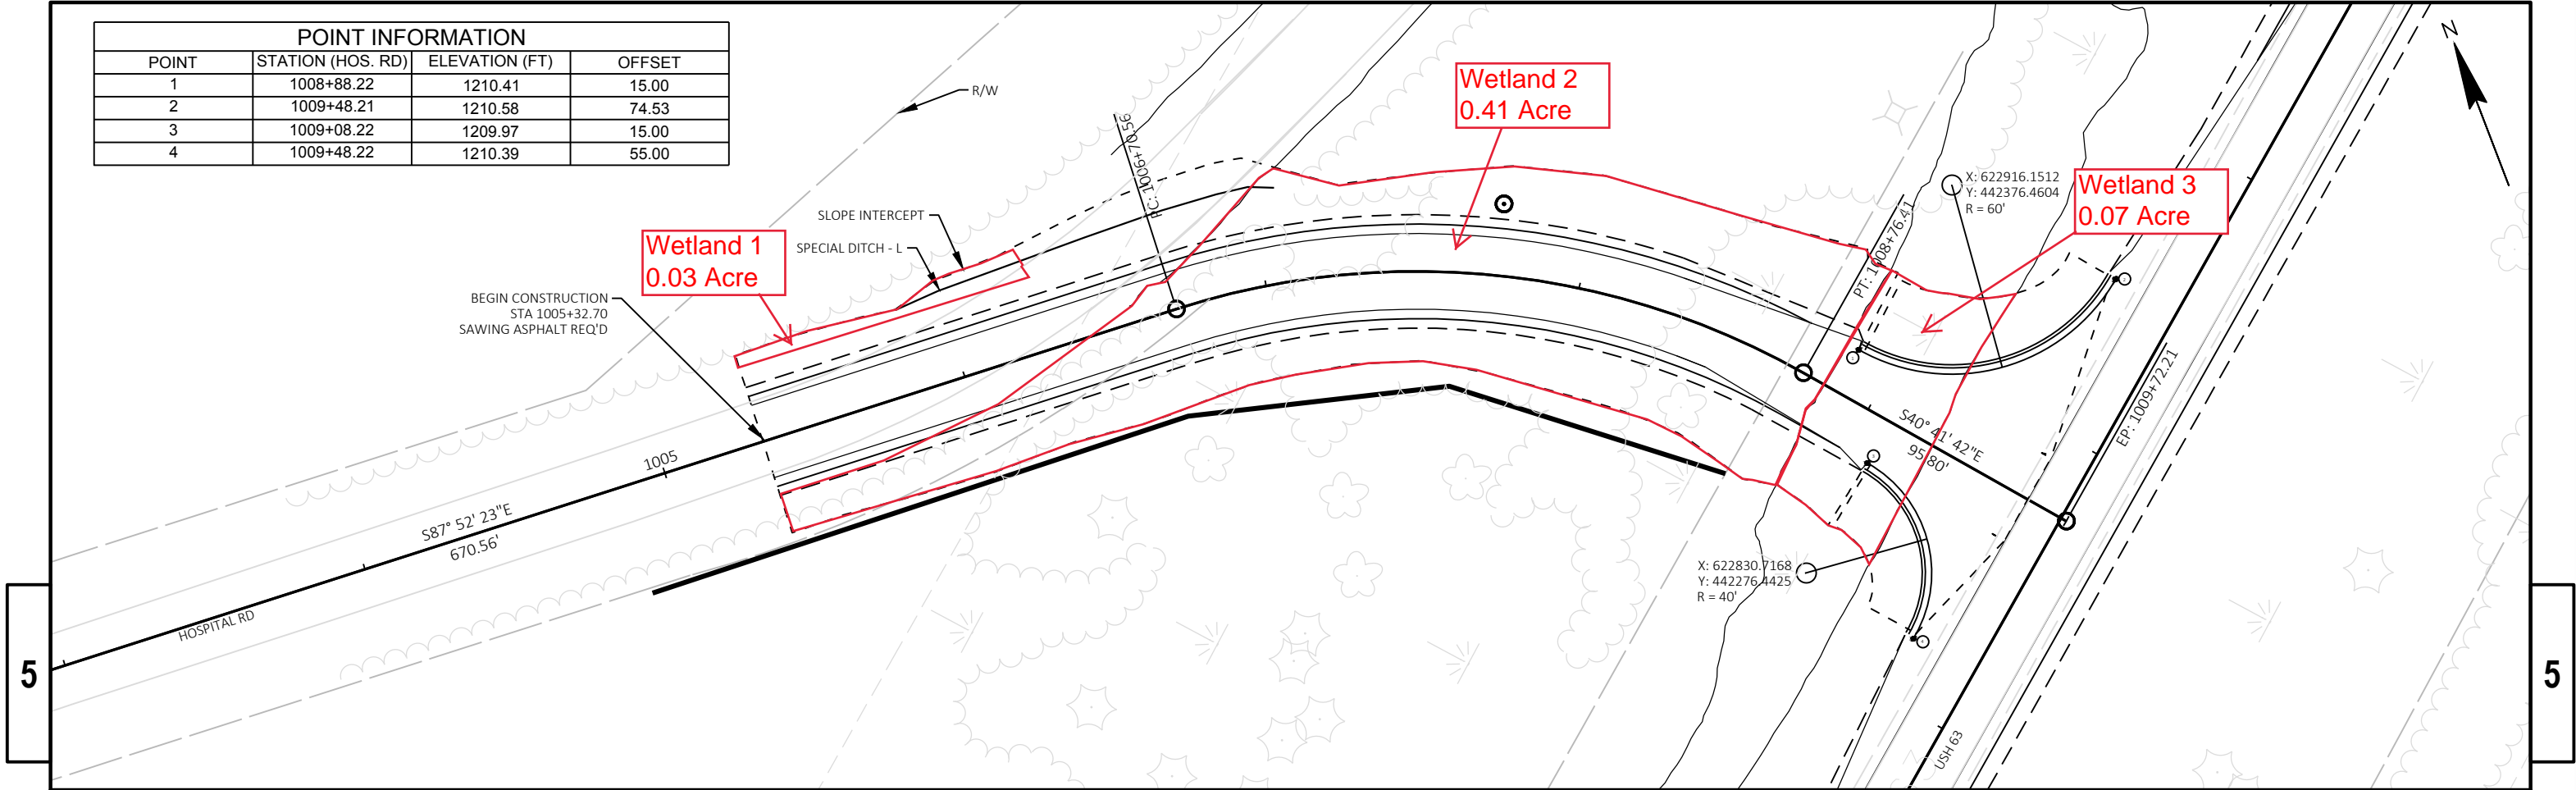 POINT INFORMATION
POINT STATION (HOS. RD) ELEVATION (FT) OFFSET
1 1008+88.22 1210.41 15.00
2 1009+48.21 1210.58 74.53
3 1009+08.22 1209.97 15.00
4 1009+48.22 1210.39 55.00
R/W
N
Wetland 2
0.41 Acre
PC: 1006+70.56
X: 622916.1512
Y: 442376.4604
R = 60'
Wetland 3
0.07 Acre
SLOPE INTERCEPT
SPECIAL DITCH - L
Wetland 1
0.03 Acre
PT: 1008+76.41
BEGIN CONSTRUCTION
STA 1005+32.70
SAWING ASPHALT REQ'D
EP: 1009+72.21
S40° 41' 42"E
95.80'
1005
S87° 52' 23"E
670.56'
X: 622830.7168
Y: 442276.4425
R = 40'
HOSPITAL RD
USH 63
5
5